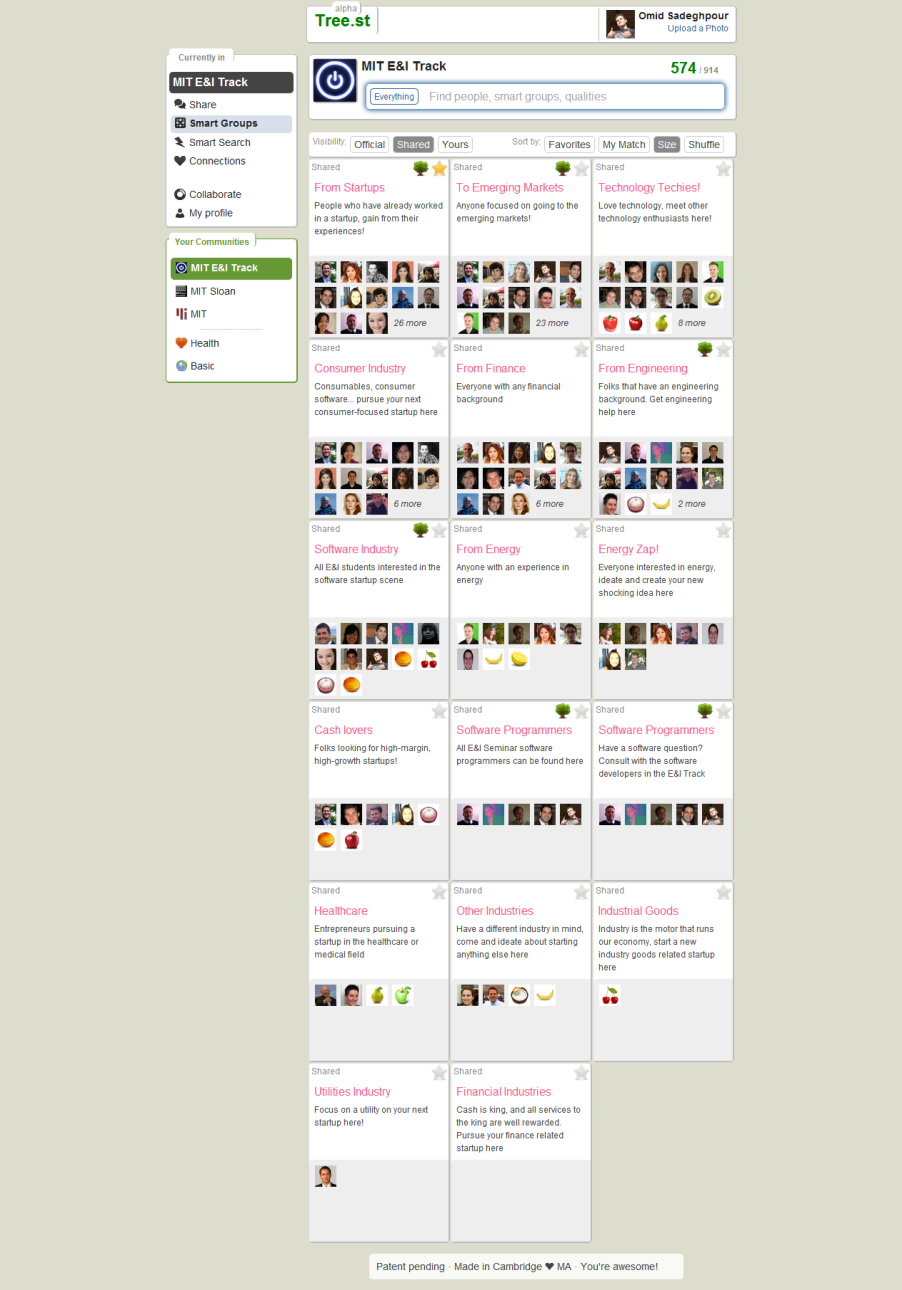 alpha
Tree.st
Omid Sadeghpour
Upload a Photo
Currently in
MIT E&I Track
Share
Smart Groups
Smart Search
Connections
Collaborate
My profile
Your Communities
MIT E&I Track
MIT Sloan
MIT
Health
Basic
MIT E&I Track
574 / 914
Everything Find people, smart groups, qualities
Visibility: Official Shared Yours Sort by: Favorites My Match Size Shuffle
Shared
From Startups
People who have already worked
in a startup, gain from their
experiences!
26 more
Shared
To Emerging Markets
Anyone focused on going to the
emerging markets!
23 more
Shared
Technology Techies!
Love technology, meet other
technology enthusiasts here!
8 more
Shared
Consumer Industry
Consumables, consumer
software... pursue your next
consumer-focused startup here
6 more
Shared
From Finance
Everyone with any financial
background
6 more
Shared
From Engineering
Folks that have an engineering
background. Get engineering
help here
2 more
Shared
Software Industry
All E&I students interested in the
software startup scene
Shared
From Energy
Anyone with an experience in
energy
Shared
Energy Zap!
Everyone interested in energy,
ideate and create your new
shocking idea here
Shared
Cash lovers
Folks looking for high-margin,
high-growth startups!
Shared
Software Programmers
All E&I Seminar software
programmers can be found here
Shared
Software Programmers
Have a software question?
Consult with the software
developers in the E&I Track
Shared
Healthcare
Entrepreneurs pursuing a
startup in the healthcare or
medical field
Shared
Other Industries
Have a different industry in mind,
come and ideate about starting
anything else here
Shared
Industrial Goods
Industry is the motor that runs
our economy, start a new
industry goods related startup
here
Shared
Utilities Industry
Focus on a utility on your next
startup here!
Shared
Financial Industries
Cash is king, and all services to
the king are well rewarded.
Pursue your finance related
startup here
Patent pending · Made in Cambridge ♥ MA · You're awesome!